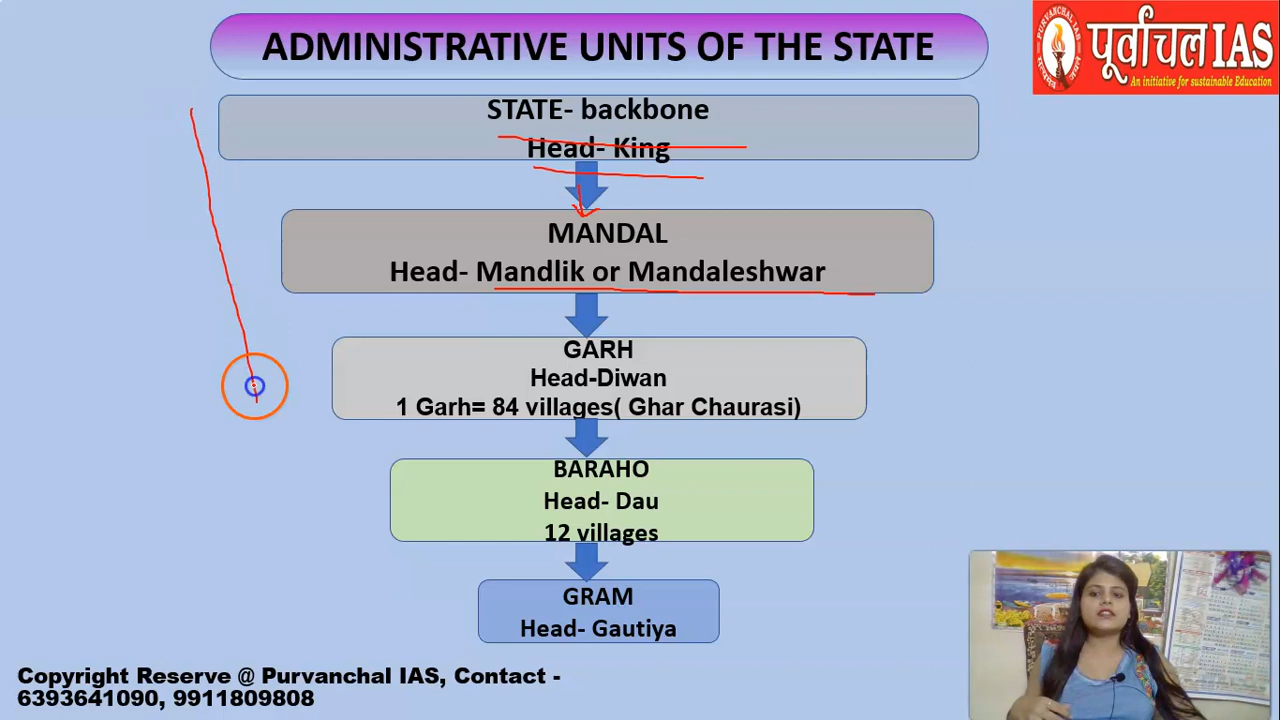 ADMINISTRATIVE UNITS OF THE STATE
PURVANCHAL IAS
पूर्वांचल IAS
An initiative for sustainable Education
STATE- backbone
Head- King
MANDAL
Head- Mandlik or Mandaleshwar
GARH
Head-Diwan
1 Garh= 84 villages( Ghar Chaurasi)
BARAHO
Head- Dau
12 villages
GRAM
Head- Gautiya
Copyright Reserve @ Purvanchal IAS, Contact -
6393641090, 9911809808